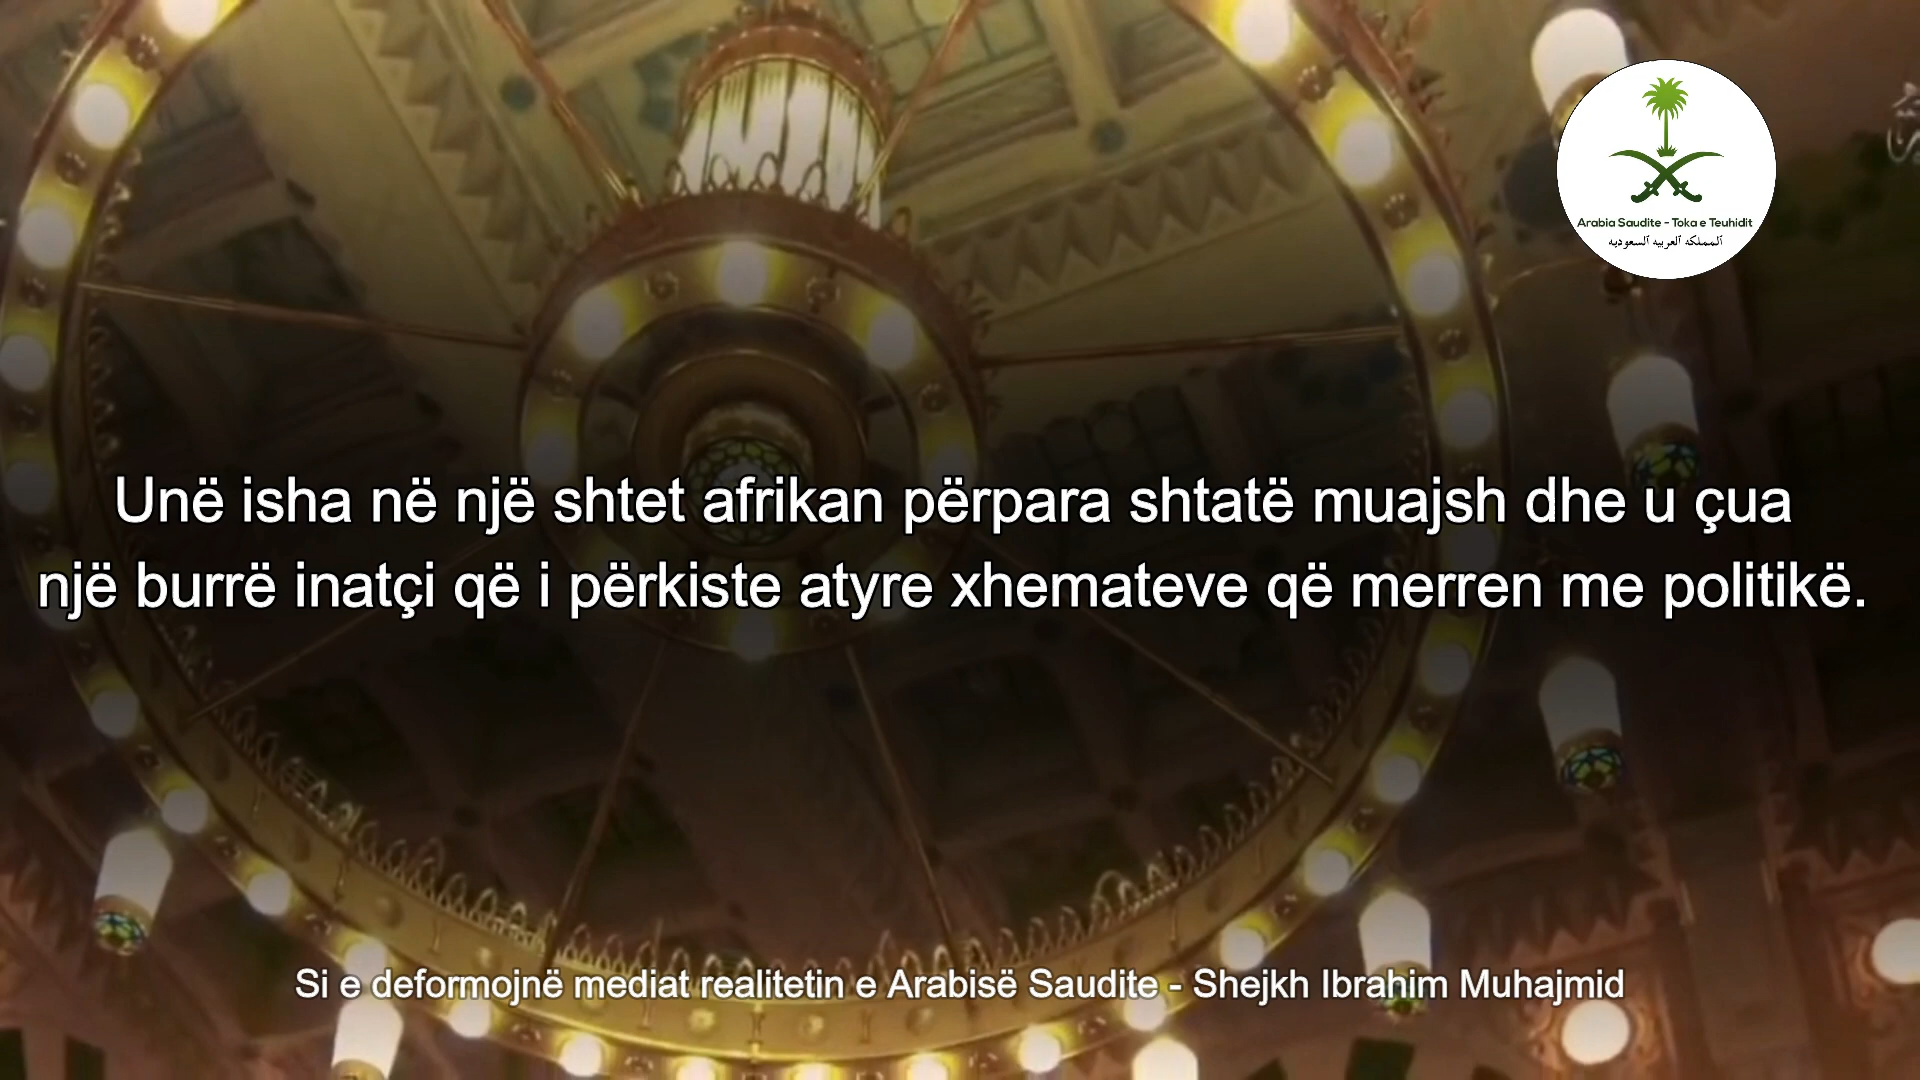 Arabia Saudite - Toka e Teuhidit
المملكة العربية السعودية
Unë isha në një shtet afrikan përpara shtatë muajsh dhe u çua
një burrë inatçi që i përkiste atyre xhemateve që merren me politikë.
Si e deformojnë mediat realitetin e Arabisë Saudite - Shejkh Ibrahim Muhajmid